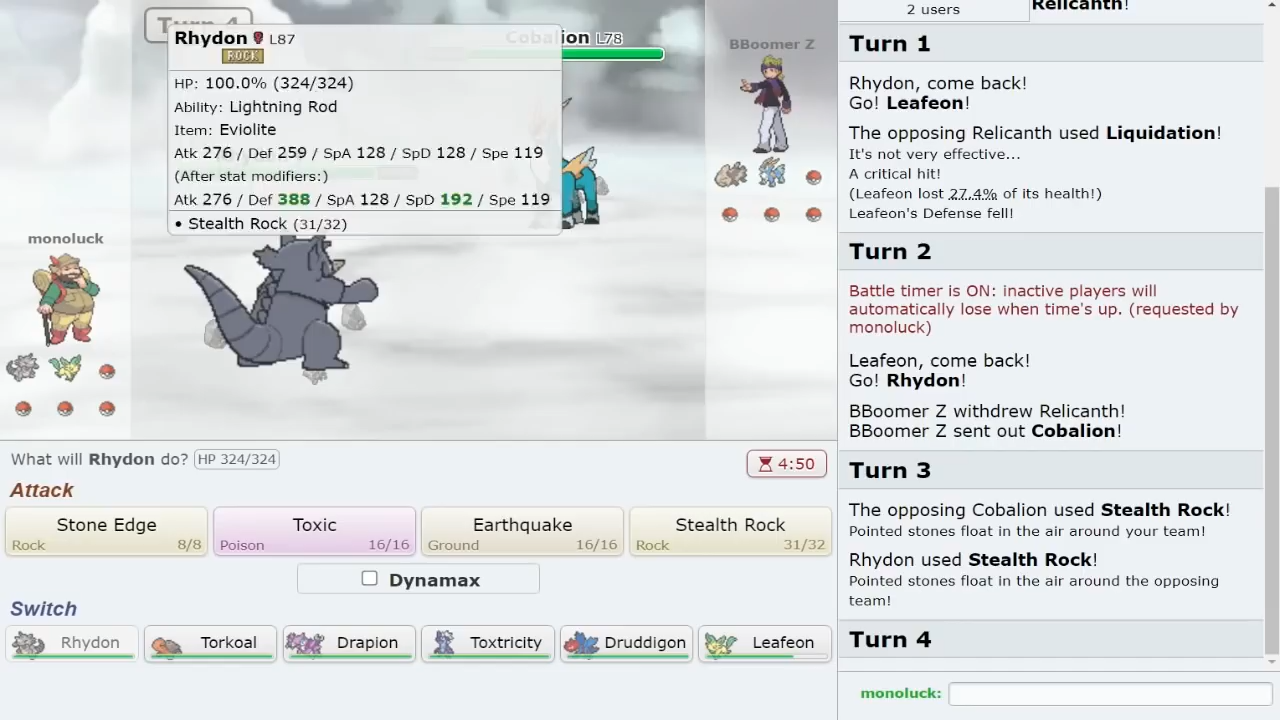 Turn 4
Rhydon L87
ROCK
HP: 100.0% (324/324)
Ability: Lightning Rod
Item: Eviolite
Atk 276 / Def 259 / SpA 128 / SpD 128 / Spe 119
(After stat modifiers:)
Atk 276 / Def 388 / SpA 128 / SpD 192 / Spe 119
• Stealth Rock (31/32)
Cobalion L78
BBoomer Z
monoluck
What will Rhydon do? HP 324/324
4:50
Attack
Stone Edge
Rock 8/8
Toxic
Poison 16/16
Earthquake
Ground 16/16
Stealth Rock
Rock 31/32
Dynamax
Switch
Rhydon
Torkoal
Drapion
Toxtricity
Druddigon
Leafeon
2 users
Relicanth!
Turn 1
Rhydon, come back!
Go! Leafeon!
The opposing Relicanth used Liquidation!
It's not very effective...
A critical hit!
(Leafeon lost 27.4% of its health!)
Leafeon's Defense fell!
Turn 2
Battle timer is ON: inactive players will
automatically lose when time's up. (requested by
monoluck)
Leafeon, come back!
Go! Rhydon!
BBoomer Z withdrew Relicanth!
BBoomer Z sent out Cobalion!
Turn 3
The opposing Cobalion used Stealth Rock!
Pointed stones float in the air around your team!
Rhydon used Stealth Rock!
Pointed stones float in the air around the opposing
team!
Turn 4
monoluck: